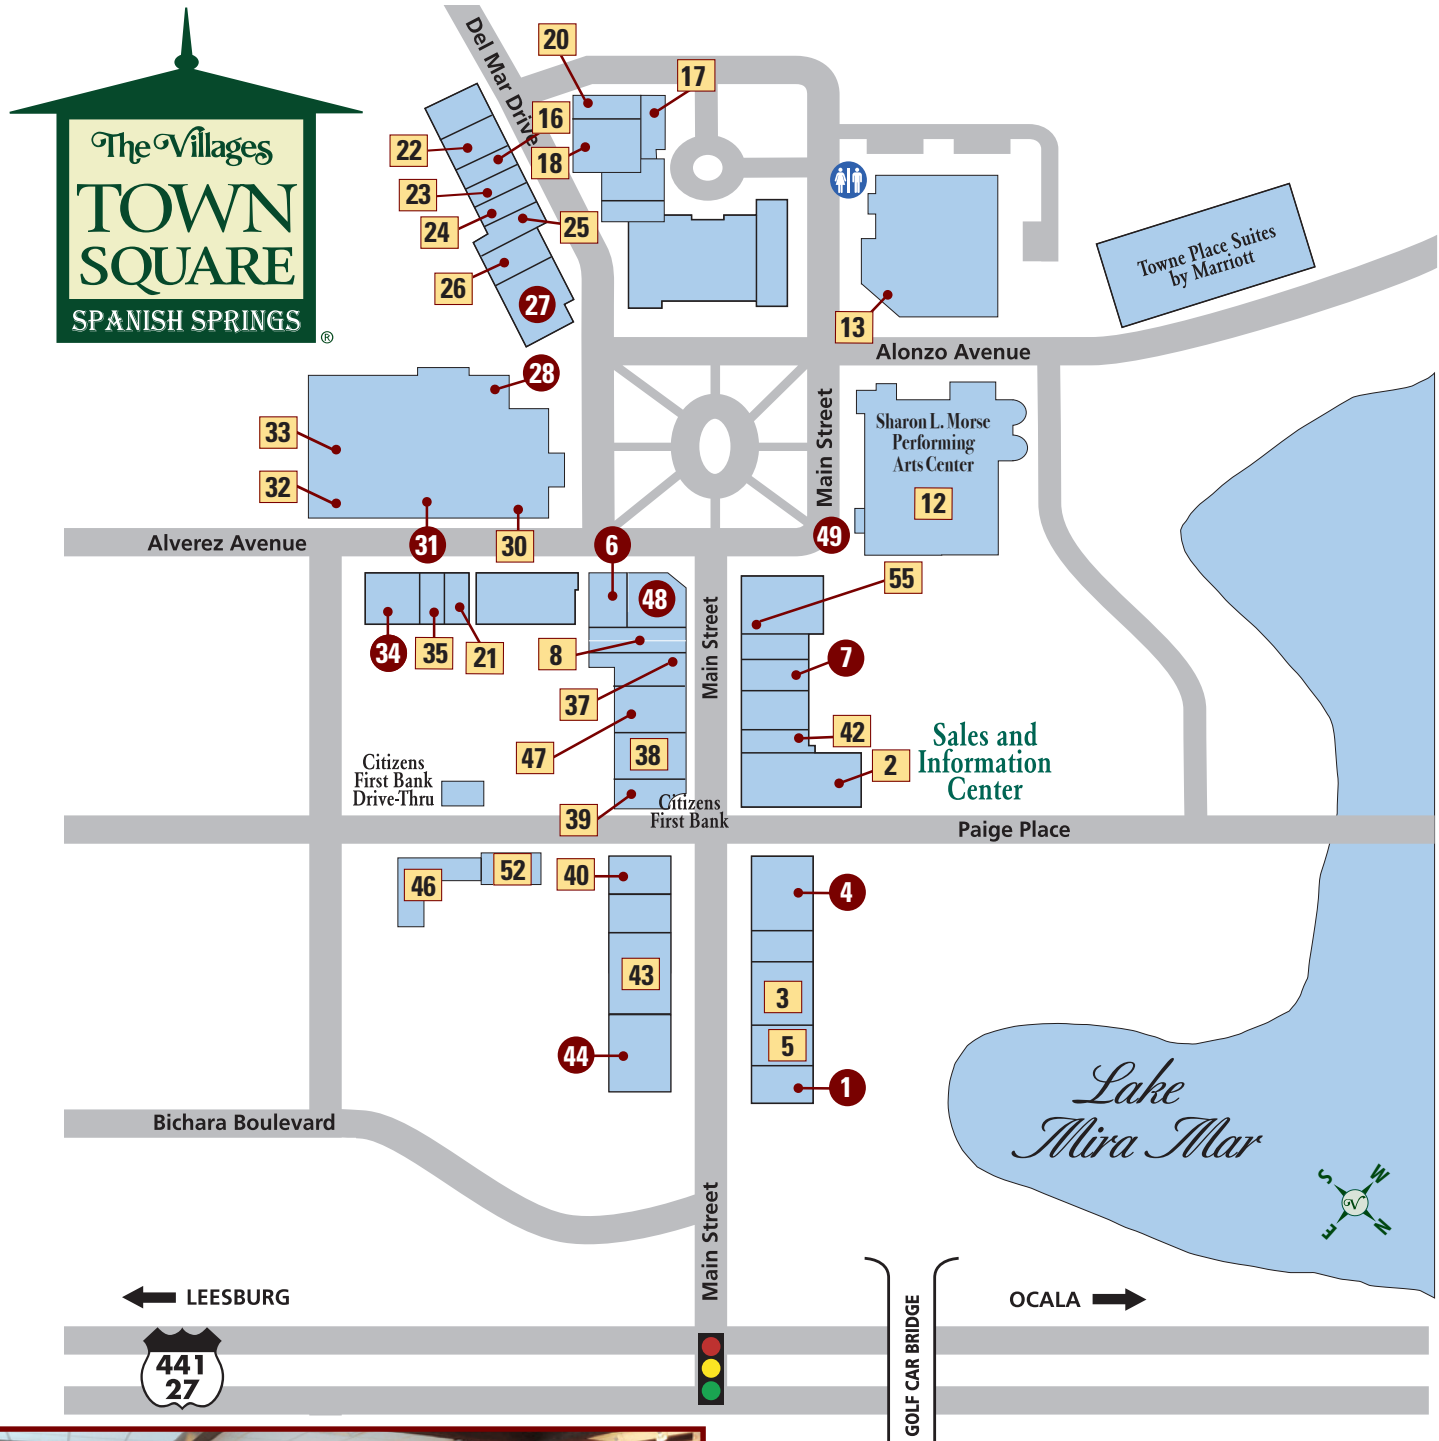 The Villages
TOWN
SQUARE
SPANISH SPRINGS
®
Del Mar Drive
20
17
16
22
18
23
24
25
26
27
13
Towne Place Suites
by Marriott
Alonzo Avenue
28
33
32
31
30
Main Street
Sharon L. Morse
Performing
Arts Center
12
Alverez Avenue
6
49
55
48
34
35
21
8
37
47
38
39
Main Street
7
42
2
Sales and
Information
Center
Citizens
First Bank
Drive-Thru
Citizens
First Bank
Paige Place
46
52
40
4
43
3
5
44
1
Bichara Boulevard
Lake
Mira Mar
S
W
V
E
N
Main Street
LEESBURG
OCALA
441
27
GOLF CAR BRIDGE